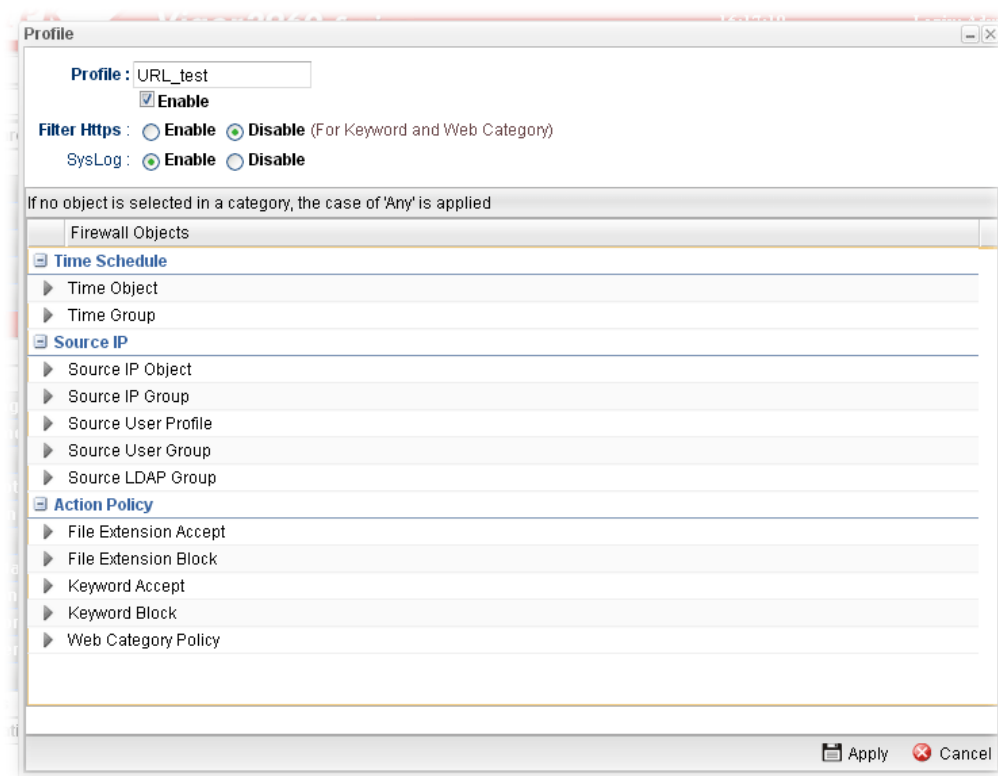 Profile
Profile : URL_test
Enable
Filter Https : Enable Disable (For Keyword and Web Category)
SysLog : Enable Disable
If no object is selected in a category, the case of 'Any' is applied
Firewall Objects
Time Schedule
Time Object
Time Group
Source IP
Source IP Object
Source IP Group
Source User Profile
Source User Group
Source LDAP Group
Action Policy
File Extension Accept
File Extension Block
Keyword Accept
Keyword Block
Web Category Policy
Apply Cancel